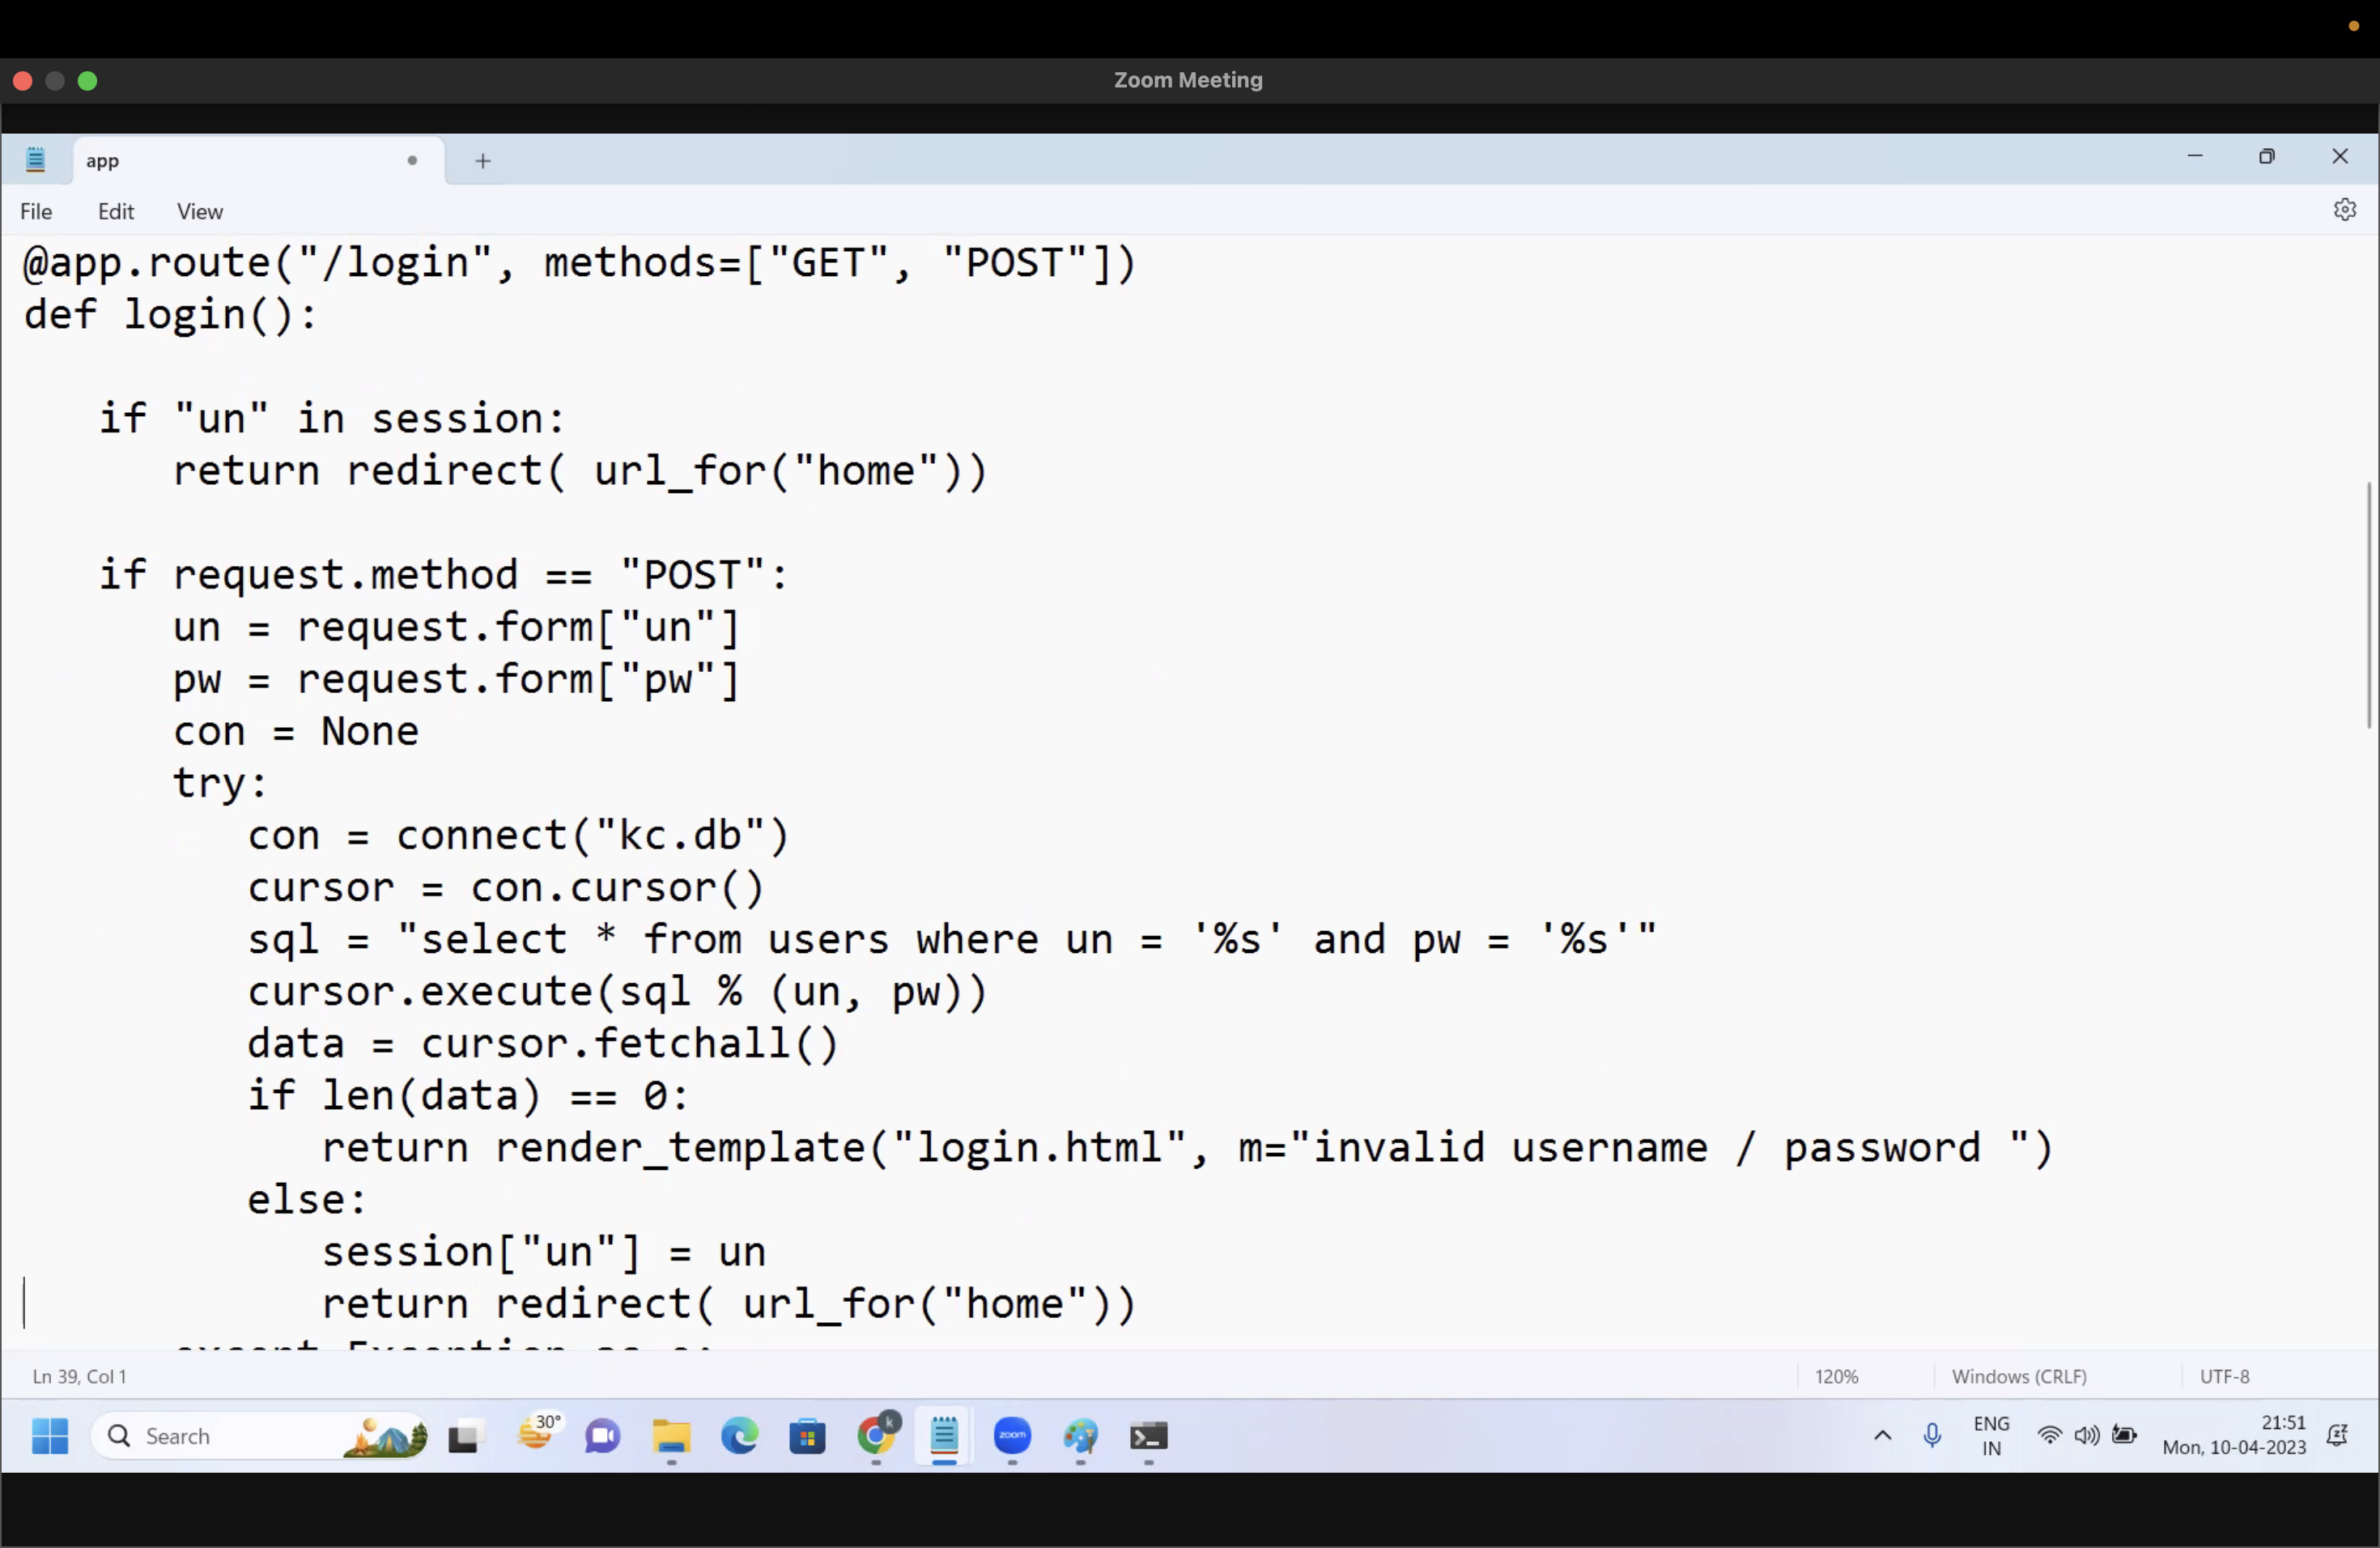 Zoom Meeting
app
File Edit View
@app.route("/login", methods=["GET", "POST"])
def login():
    if "un" in session:
        return redirect( url_for("home"))
    if request.method == "POST":
        un = request.form["un"]
        pw = request.form["pw"]
        con = None
        try:
            con = connect("kc.db")
            cursor = con.cursor()
            sql = "select * from users where un = '%s' and pw = '%s'"
            cursor.execute(sql % (un, pw))
            data = cursor.fetchall()
            if len(data) == 0:
                return render_template("login.html", m="invalid username / password ")
            else:
                session["un"] = un
                return redirect( url_for("home"))
        except Exception as e:
Ln 39, Col 1 120% Windows (CRLF) UTF-8
Search 30° k zoom ENG IN 21:51
Mon, 10-04-2023